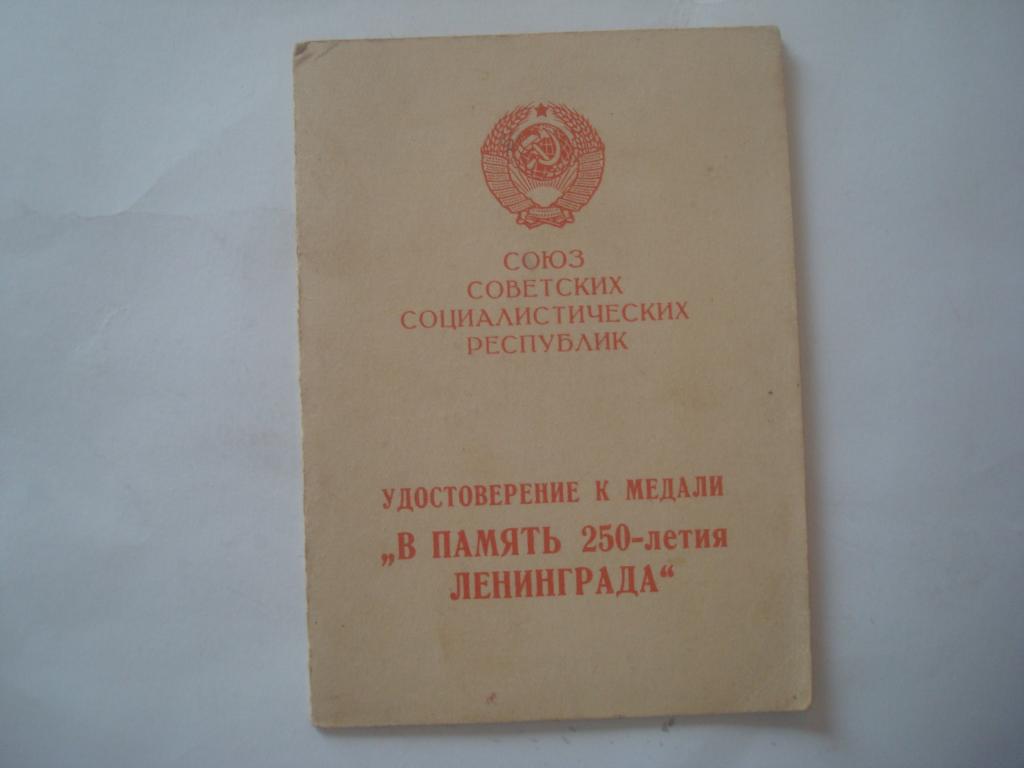 СОЮЗ
СОВЕТСКИХ
СОЦИАЛИСТИЧЕСКИХ
РЕСПУБЛИК
УДОСТОВЕРЕНИЕ К МЕДАЛИ
„В ПАМЯТЬ 250-летия
ЛЕНИНГРАДА“